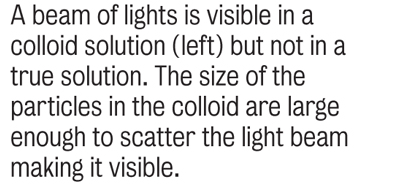 A beam of lights is visible in a
colloid solution (left) but not in a
true solution. The size of the
particles in the colloid are large
enough to scatter the light beam
making it visible.